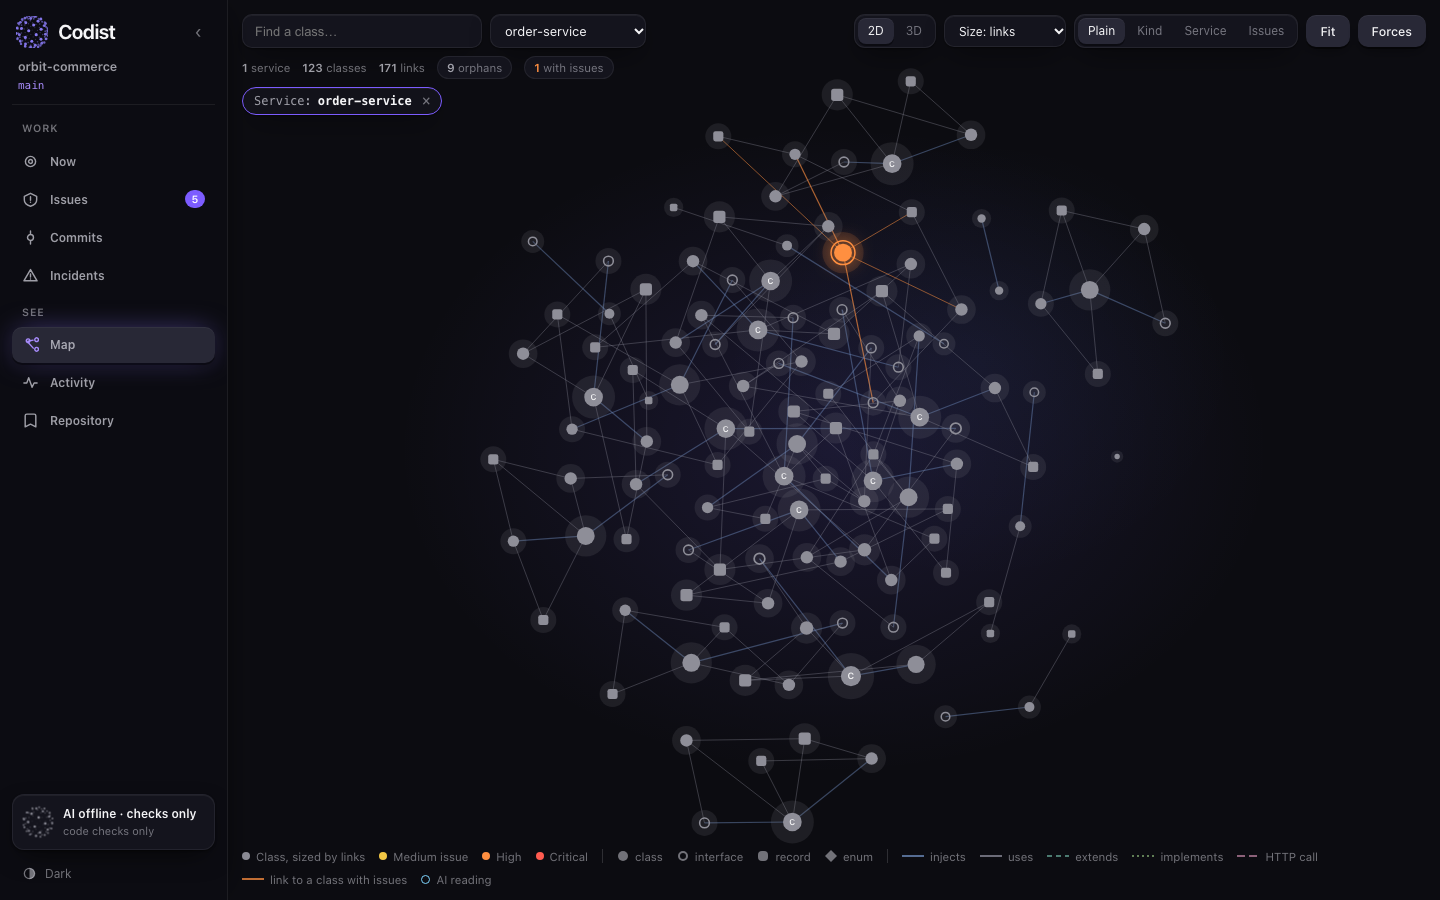 Codist
orbit-commerce
main
WORK
Now
Issues 5
Commits
Incidents
SEE
Map
Activity
Repository
AI offline · checks only
code checks only
Dark
Find a class...
order-service
2D 3D
Size: links
Plain Kind Service Issues
Fit
Forces
1 service 123 classes 171 links 9 orphans 1 with issues
Service: order-service ×
C
C
C
C
C
C
C
C
C
C
C
Class, sized by links Medium issue High Critical class interface record enum injects uses extends implements HTTP call
link to a class with issues AI reading